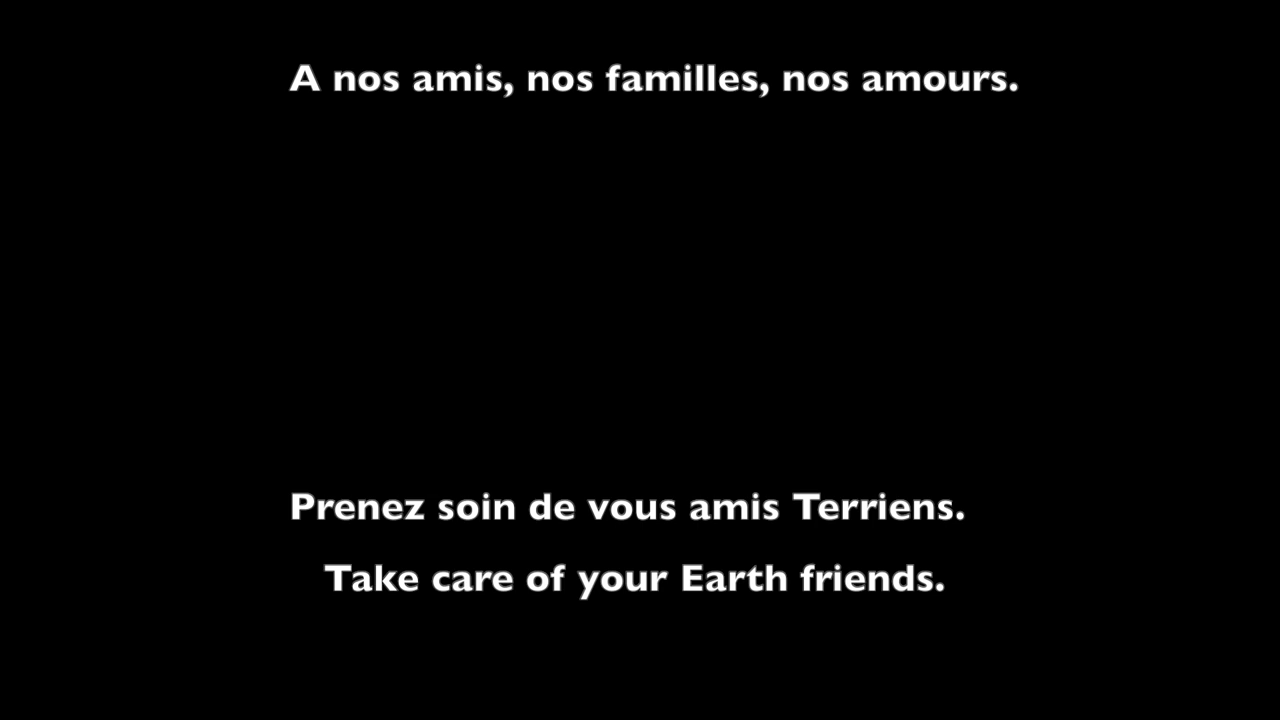 A nos amis, nos familles, nos amours.
Prenez soin de vous amis Terriens.
Take care of your Earth friends.